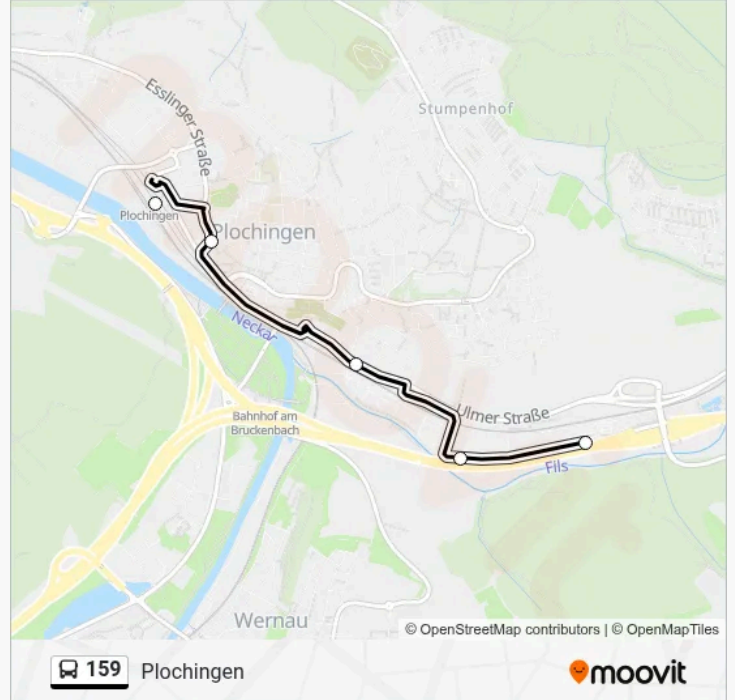 Stumpenhof
Esslinger Straße
Plochingen
Plochingen
Neckar
Ulmer Straße
Bahnhof am
Bruckenbach
Fils
Wernau
© OpenStreetMap contributors | © OpenMapTiles
159 Plochingen
moovit